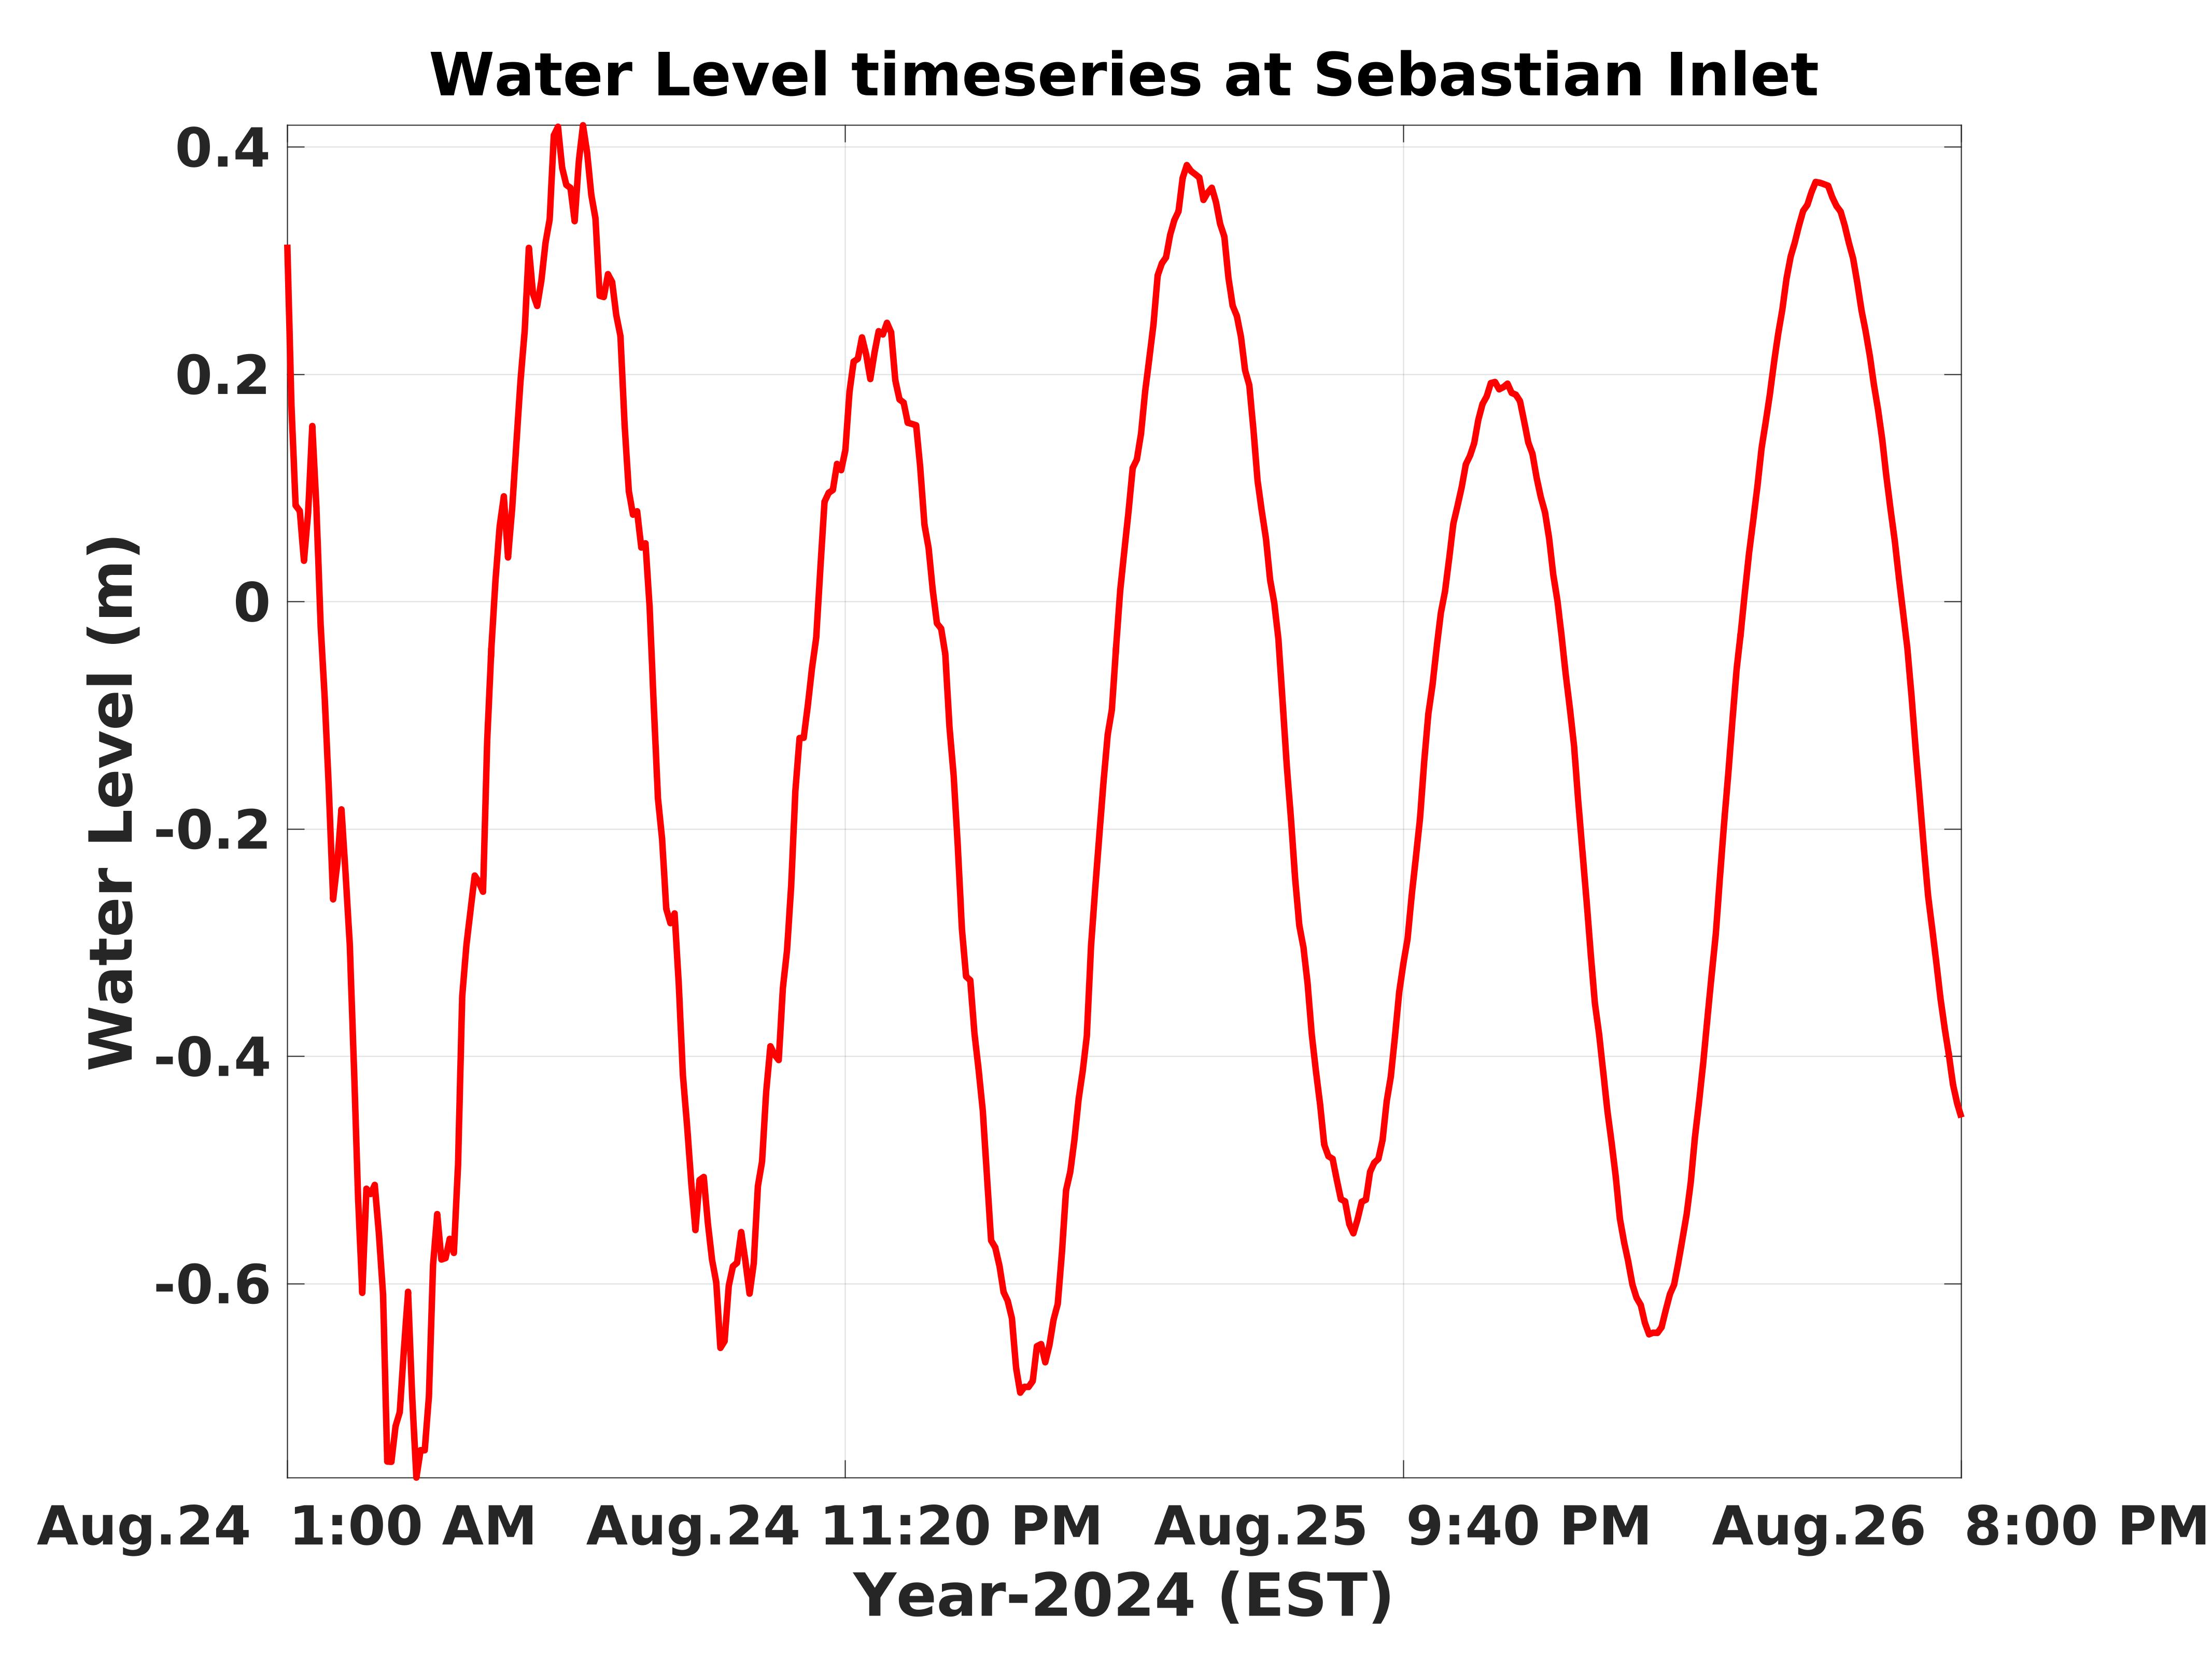 Water Level timeseries at Sebastian Inlet
Water Level (m)
0.4
0.2
0
-0.2
-0.4
-0.6
Aug.24  1:00 AM
Aug.24 11:20 PM
Aug.25  9:40 PM
Aug.26  8:00 PM
Year-2024 (EST)